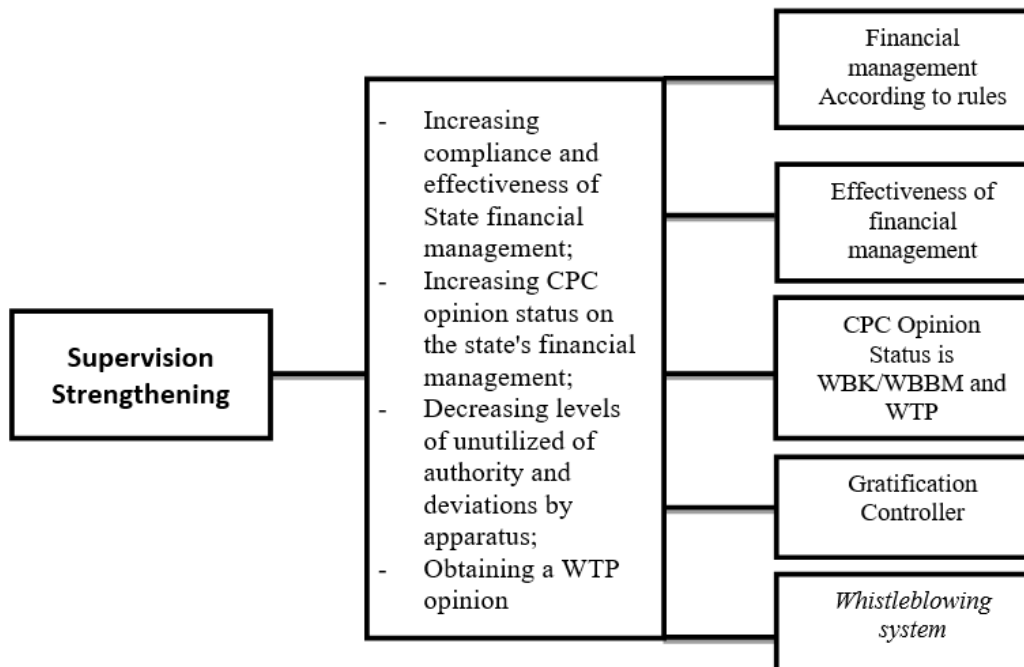 Supervision
Strengthening
- Increasing
compliance and
effectiveness of
State financial
management;
- Increasing CPC
opinion status on
the state's financial
management;
- Decreasing levels
of unutilized of
authority and
deviations by
apparatus;
- Obtaining a WTP
opinion
Financial
management
According to rules
Effectiveness of
financial
management
CPC Opinion
Status is
WBK/WBBM and
WTP
Gratification
Controller
Whistleblowing
system